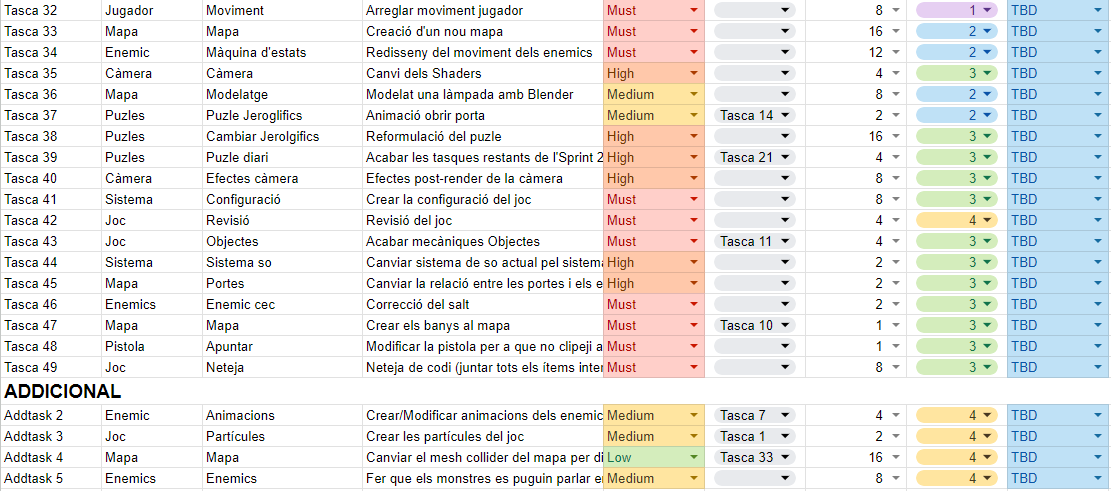 Tasca 32 Jugador Moviment Arreglar moviment jugador Must 8 1 TBD
Tasca 33 Mapa Mapa Creació d'un nou mapa Must 16 2 TBD
Tasca 34 Enemic Màquina d'estats Redisseny del moviment dels enemics Must 12 2 TBD
Tasca 35 Càmera Càmera Canvi dels Shaders High 4 3 TBD
Tasca 36 Mapa Modelatge Modelat una làmpada amb Blender Medium 8 2 TBD
Tasca 37 Puzles Puzle Jeroglífics Animació obrir porta Medium Tasca 14 2 2 TBD
Tasca 38 Puzles Cambiar Jerolgifics Reformulació del puzle High 16 3 TBD
Tasca 39 Puzles Puzle diari Acabar les tasques restants de l'Sprint 2 High Tasca 21 4 3 TBD
Tasca 40 Càmera Efectes càmera Efectes post-render de la càmera High 8 3 TBD
Tasca 41 Sistema Configuració Crear la configuració del joc Must 8 3 TBD
Tasca 42 Joc Revisió Revisió del joc Must 4 4 TBD
Tasca 43 Joc Objectes Acabar mecàniques Objectes Must Tasca 11 4 3 TBD
Tasca 44 Sistema Sistema so Canviar sistema de so actual pel sistema High 2 3 TBD
Tasca 45 Mapa Portes Canviar la relació entre les portes i els e High 2 3 TBD
Tasca 46 Enemics Enemic cec Correcció del salt Must 2 3 TBD
Tasca 47 Mapa Mapa Crear els banys al mapa Must Tasca 10 1 3 TBD
Tasca 48 Pistola Apuntar Modificar la pistola per a que no clipeji a Must 1 3 TBD
Tasca 49 Joc Neteja Neteja de codi (juntar tots els ítems inter Must 8 3 TBD
ADDICIONAL
Addtask 2 Enemic Animacions Crear/Modificar animacions dels enemic Medium Tasca 7 4 4 TBD
Addtask 3 Joc Partícules Crear les partícules del joc Medium Tasca 1 2 4 TBD
Addtask 4 Mapa Mapa Canviar el mesh collider del mapa per di Low Tasca 33 16 4 TBD
Addtask 5 Enemics Enemics Fer que els monstres es puguin parlar e Medium 8 4 TBD